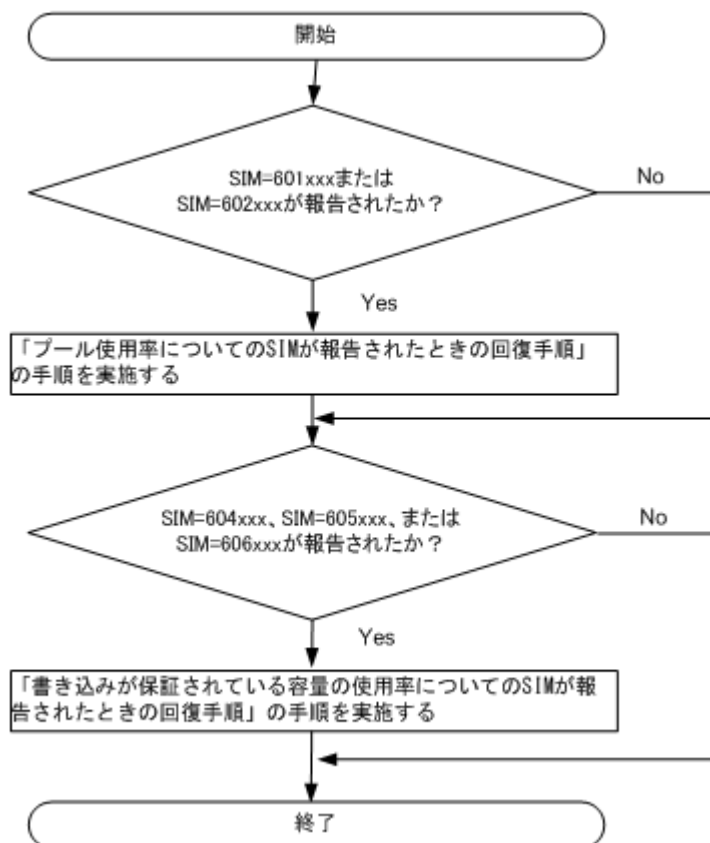 開始
SIM=601xxxまたは
SIM=602xxxが報告されたか？
No
Yes
「プール使用率についてのSIMが報告されたときの回復手順」
の手順を実施する
SIM=604xxx、SIM=605xxx、または
SIM=606xxxが報告されたか？
No
Yes
「書き込みが保証されている容量の使用率についてのSIMが報
告されたときの回復手順」の手順を実施する
終了